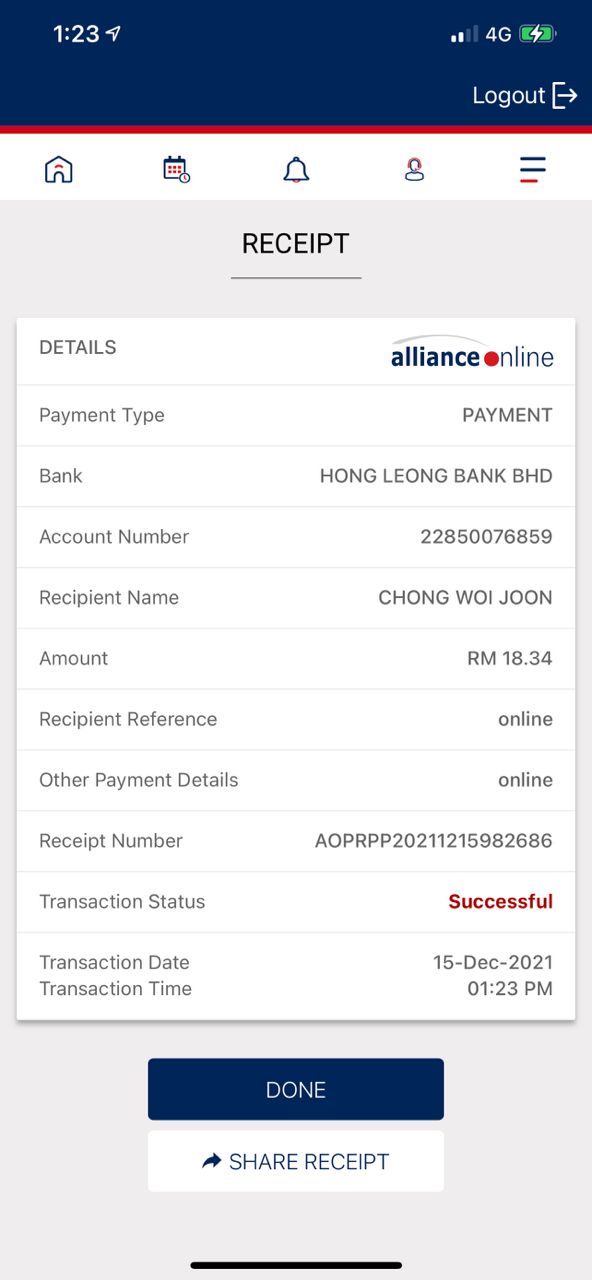 1:23
4G
Logout
RECEIPT
DETAILS
alliance online
Payment Type PAYMENT
Bank HONG LEONG BANK BHD
Account Number 22850076859
Recipient Name CHONG WOI JOON
Amount RM 18.34
Recipient Reference online
Other Payment Details online
Receipt Number AOPRPP20211215982686
Transaction Status Successful
Transaction Date 15-Dec-2021
Transaction Time 01:23 PM
DONE
SHARE RECEIPT